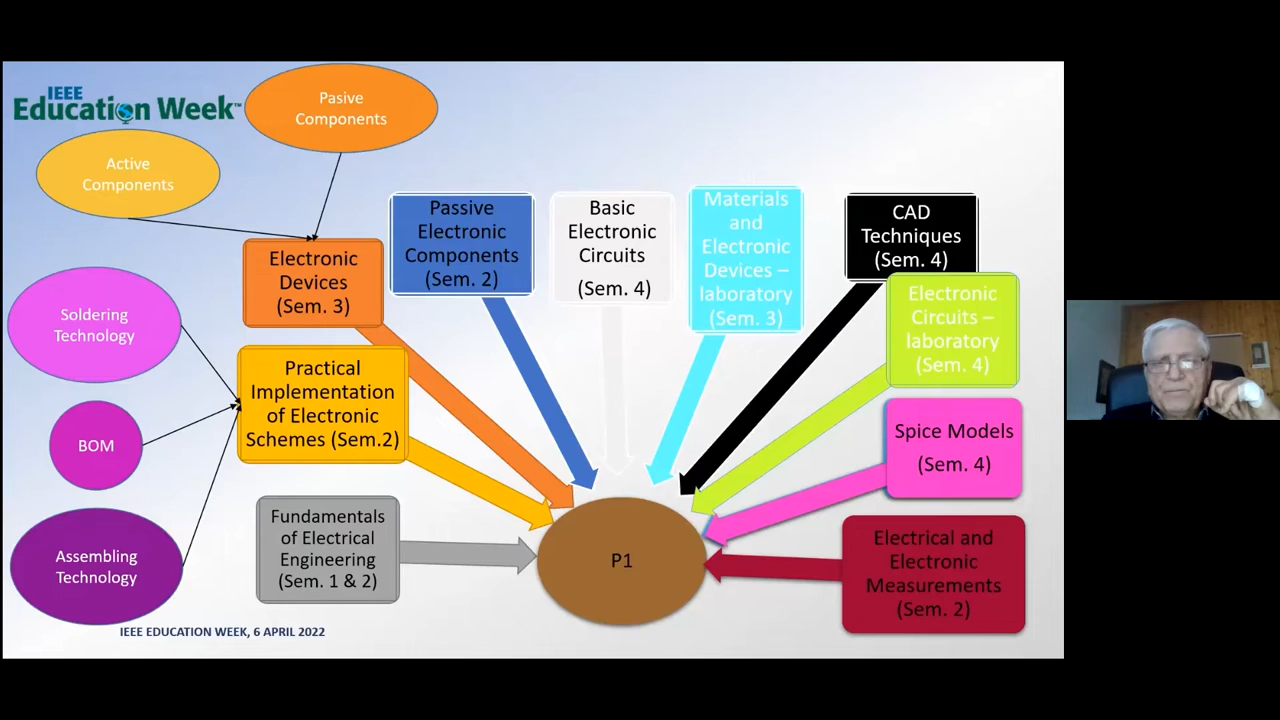 IEEE
Education Week™
Pasive
Components
Active
Components
Soldering
Technology
BOM
Assembling
Technology
Electronic
Devices
(Sem. 3)
Practical
Implementation
of Electronic
Schemes (Sem.2)
Fundamentals
of Electrical
Engineering
(Sem. 1 & 2)
Passive
Electronic
Components
(Sem. 2)
Basic
Electronic
Circuits
(Sem. 4)
Materials
and
Electronic
Devices –
laboratory
(Sem. 3)
CAD
Techniques
(Sem. 4)
Electronic
Circuits –
laboratory
(Sem. 4)
Spice Models
(Sem. 4)
Electrical and
Electronic
Measurements
(Sem. 2)
P1
IEEE EDUCATION WEEK, 6 APRIL 2022